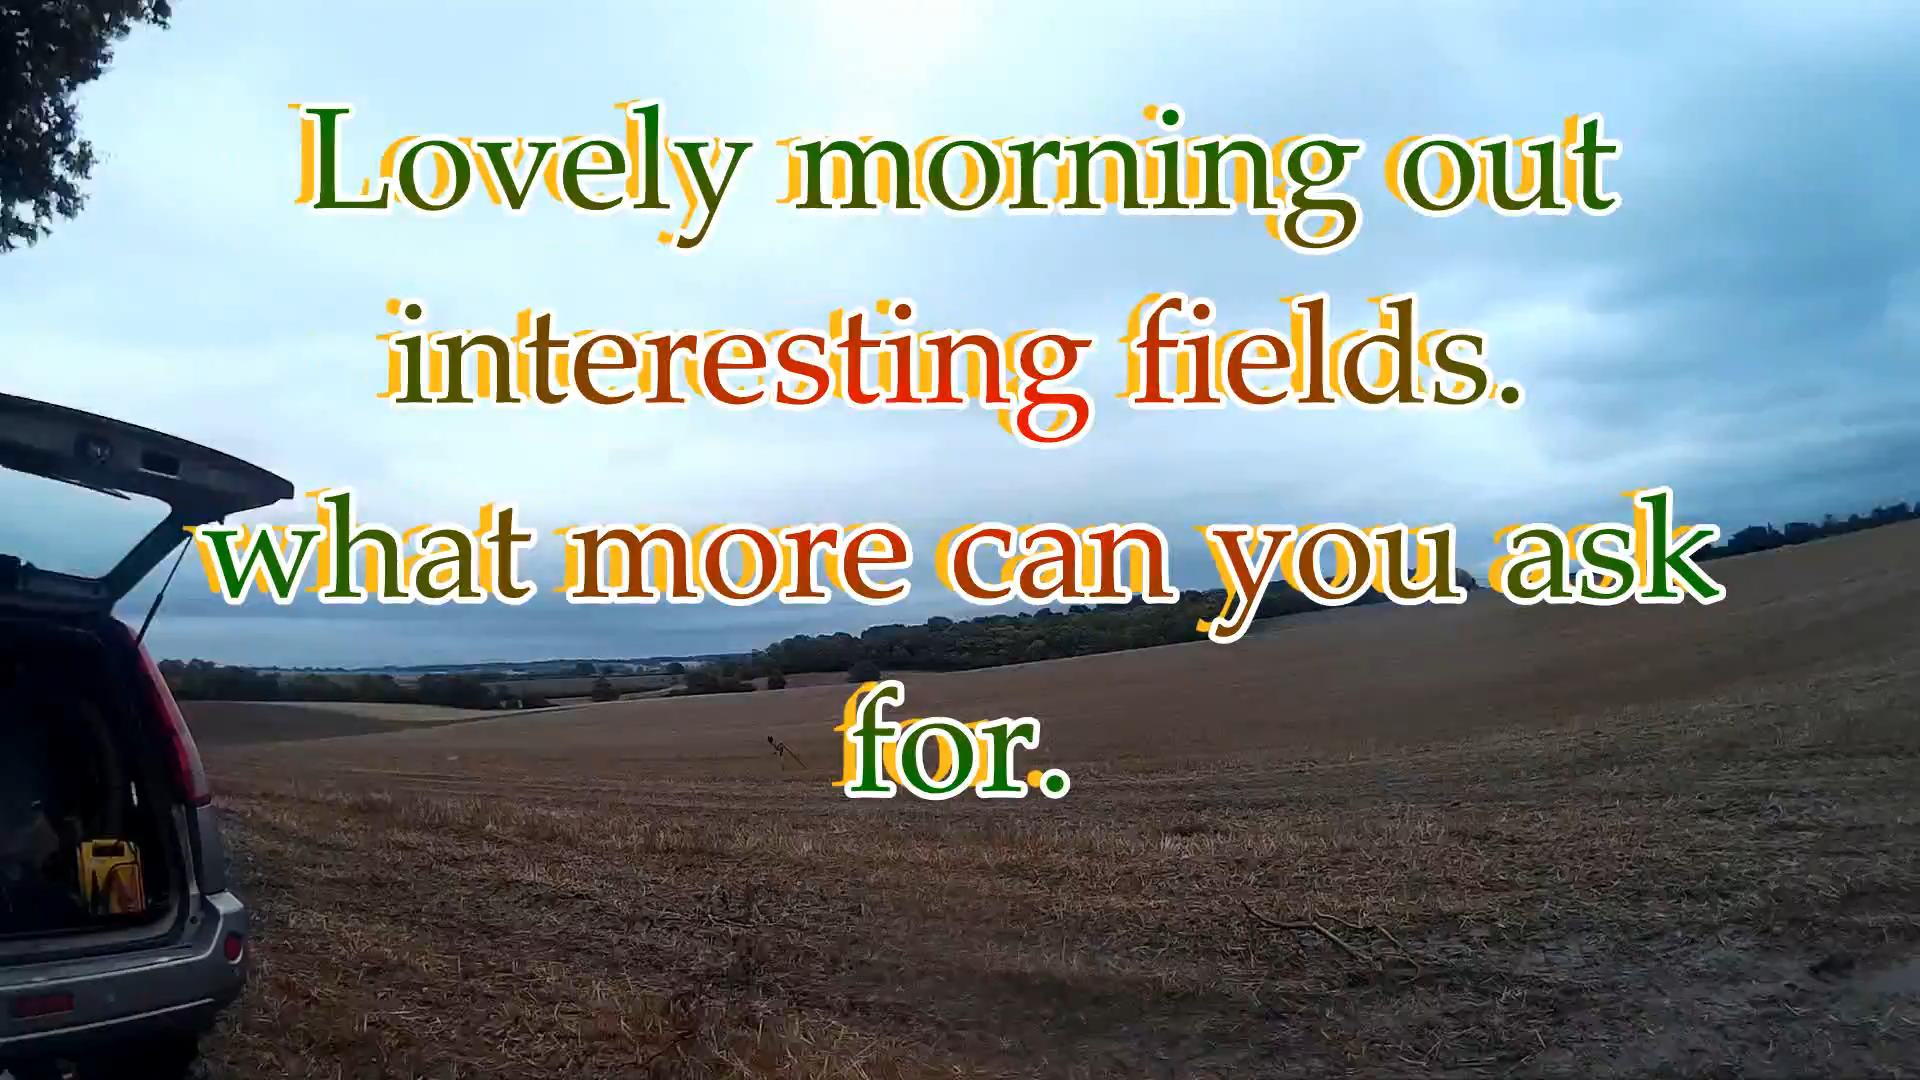 Lovely morning out
interesting fields.
what more can you ask
for.